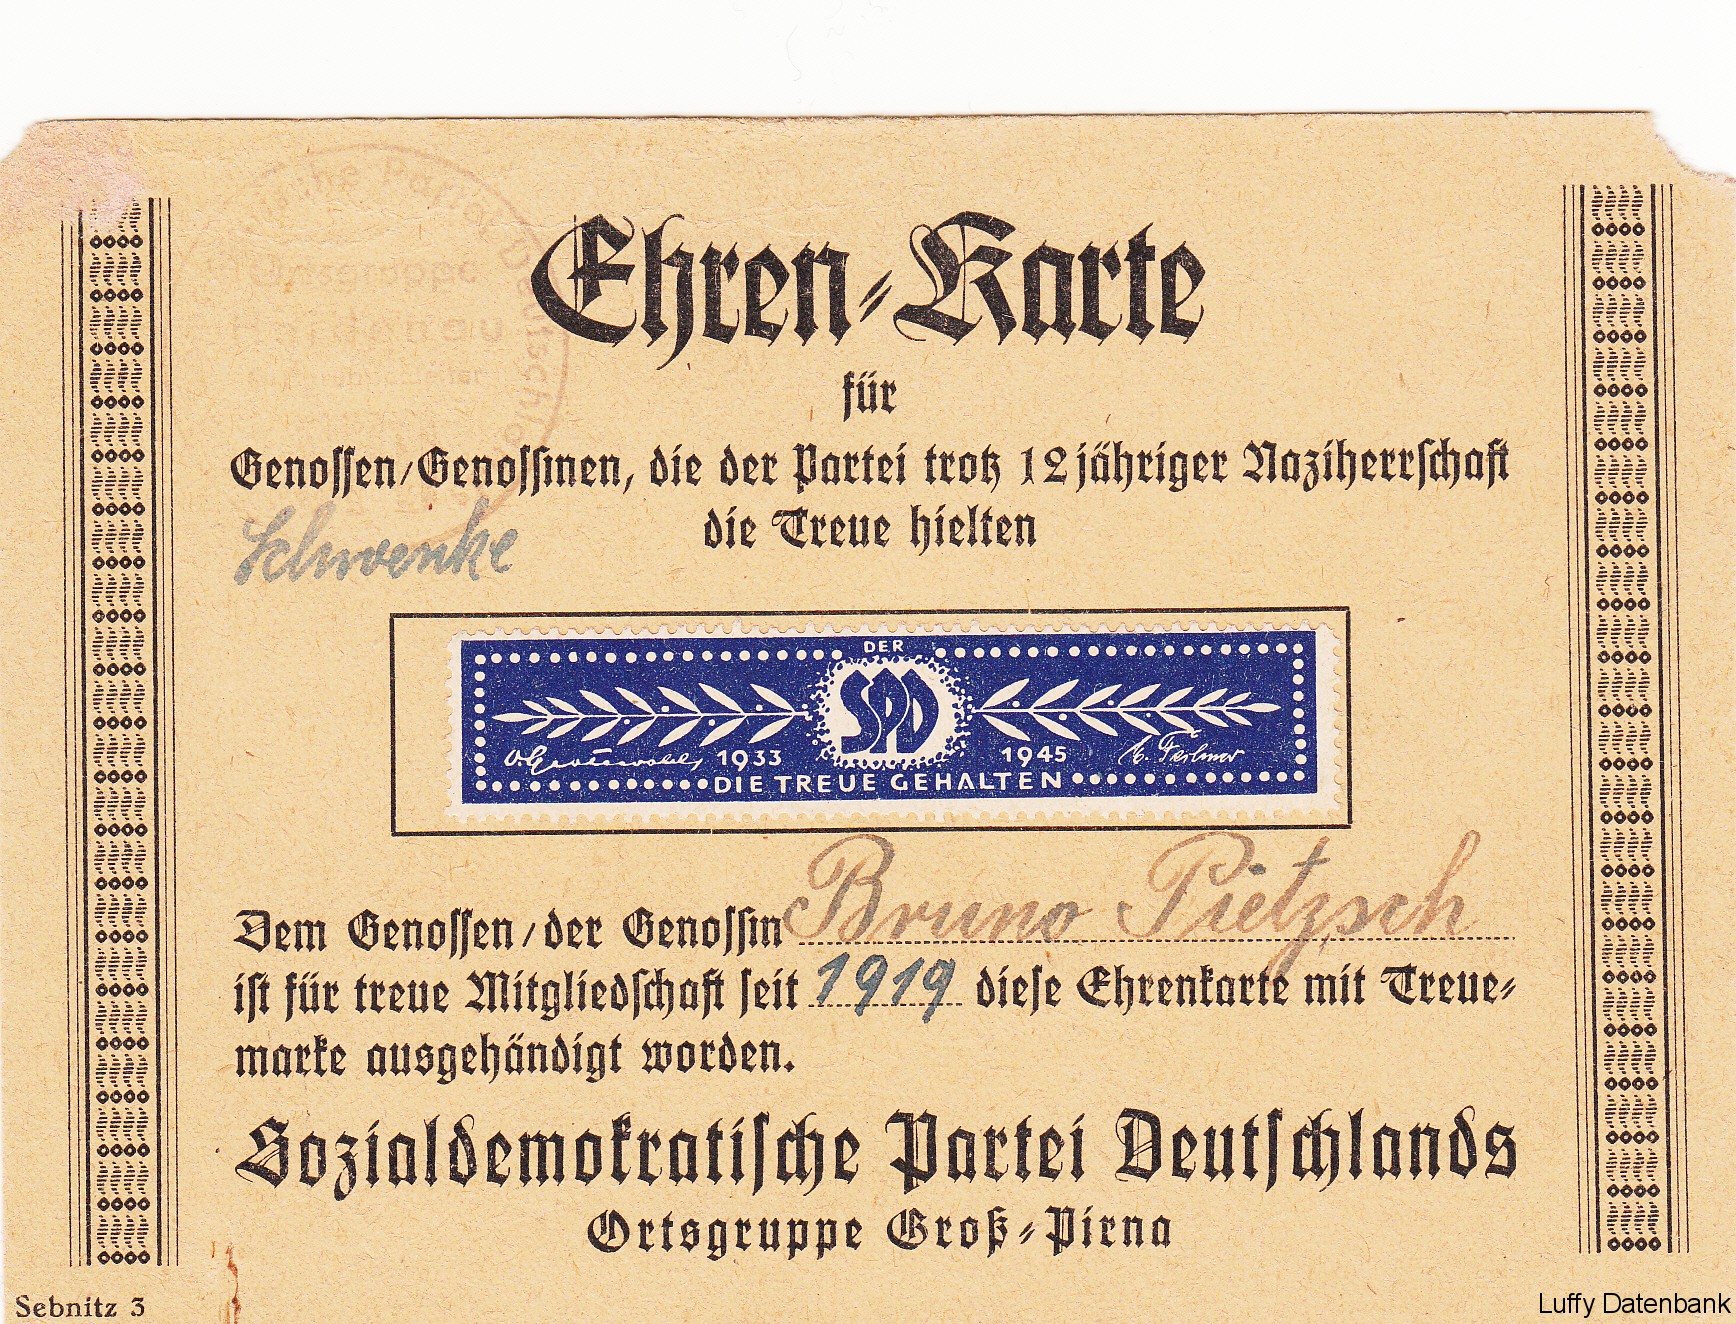 Ehren-Karte
für
Genossen/Genossinen, die der Partei trotz 12jähriger Naziherrschaft
die Treue hielten
Schwenke
DER
SPD
1933 1945
DIE TREUE GEHALTEN
Dem Genossen/der Genossin Bruno Pietzsch
ist für treue Mitgliedschaft seit 1919 diese Ehrenkarte mit Treue-
marke ausgehändigt worden.
Sozialdemokratische Partei Deutschlands
Ortsgruppe Groß-Pirna
Sebnitz 3
Luffy Datenbank